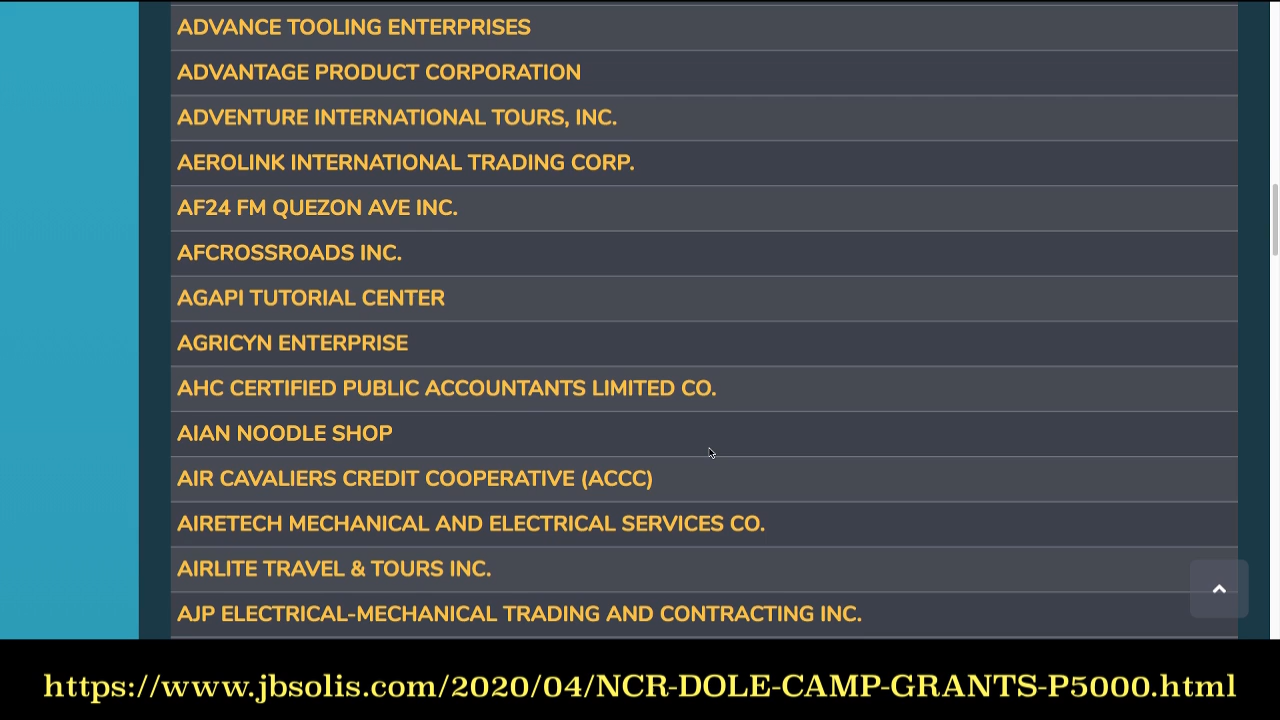 ADVANCE TOOLING ENTERPRISES
ADVANTAGE PRODUCT CORPORATION
ADVENTURE INTERNATIONAL TOURS, INC.
AEROLINK INTERNATIONAL TRADING CORP.
AF24 FM QUEZON AVE INC.
AFCROSSROADS INC.
AGAPI TUTORIAL CENTER
AGRICYN ENTERPRISE
AHC CERTIFIED PUBLIC ACCOUNTANTS LIMITED CO.
AIAN NOODLE SHOP
AIR CAVALIERS CREDIT COOPERATIVE (ACCC)
AIRETECH MECHANICAL AND ELECTRICAL SERVICES CO.
AIRLITE TRAVEL & TOURS INC.
AJP ELECTRICAL-MECHANICAL TRADING AND CONTRACTING INC.
https://www.jbsolis.com/2020/04/NCR-DOLE-CAMP-GRANTS-P5000.html